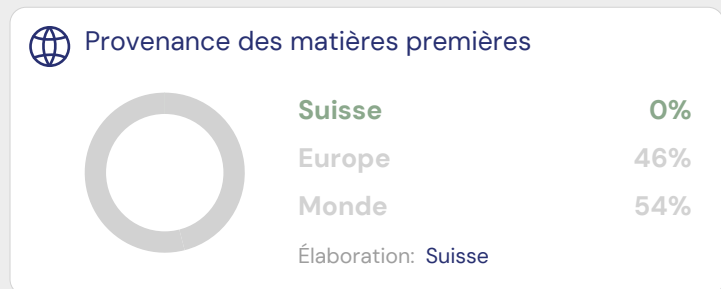 Provenance des matières premières
Suisse 0%
Europe 46%
Monde 54%
Élaboration: Suisse